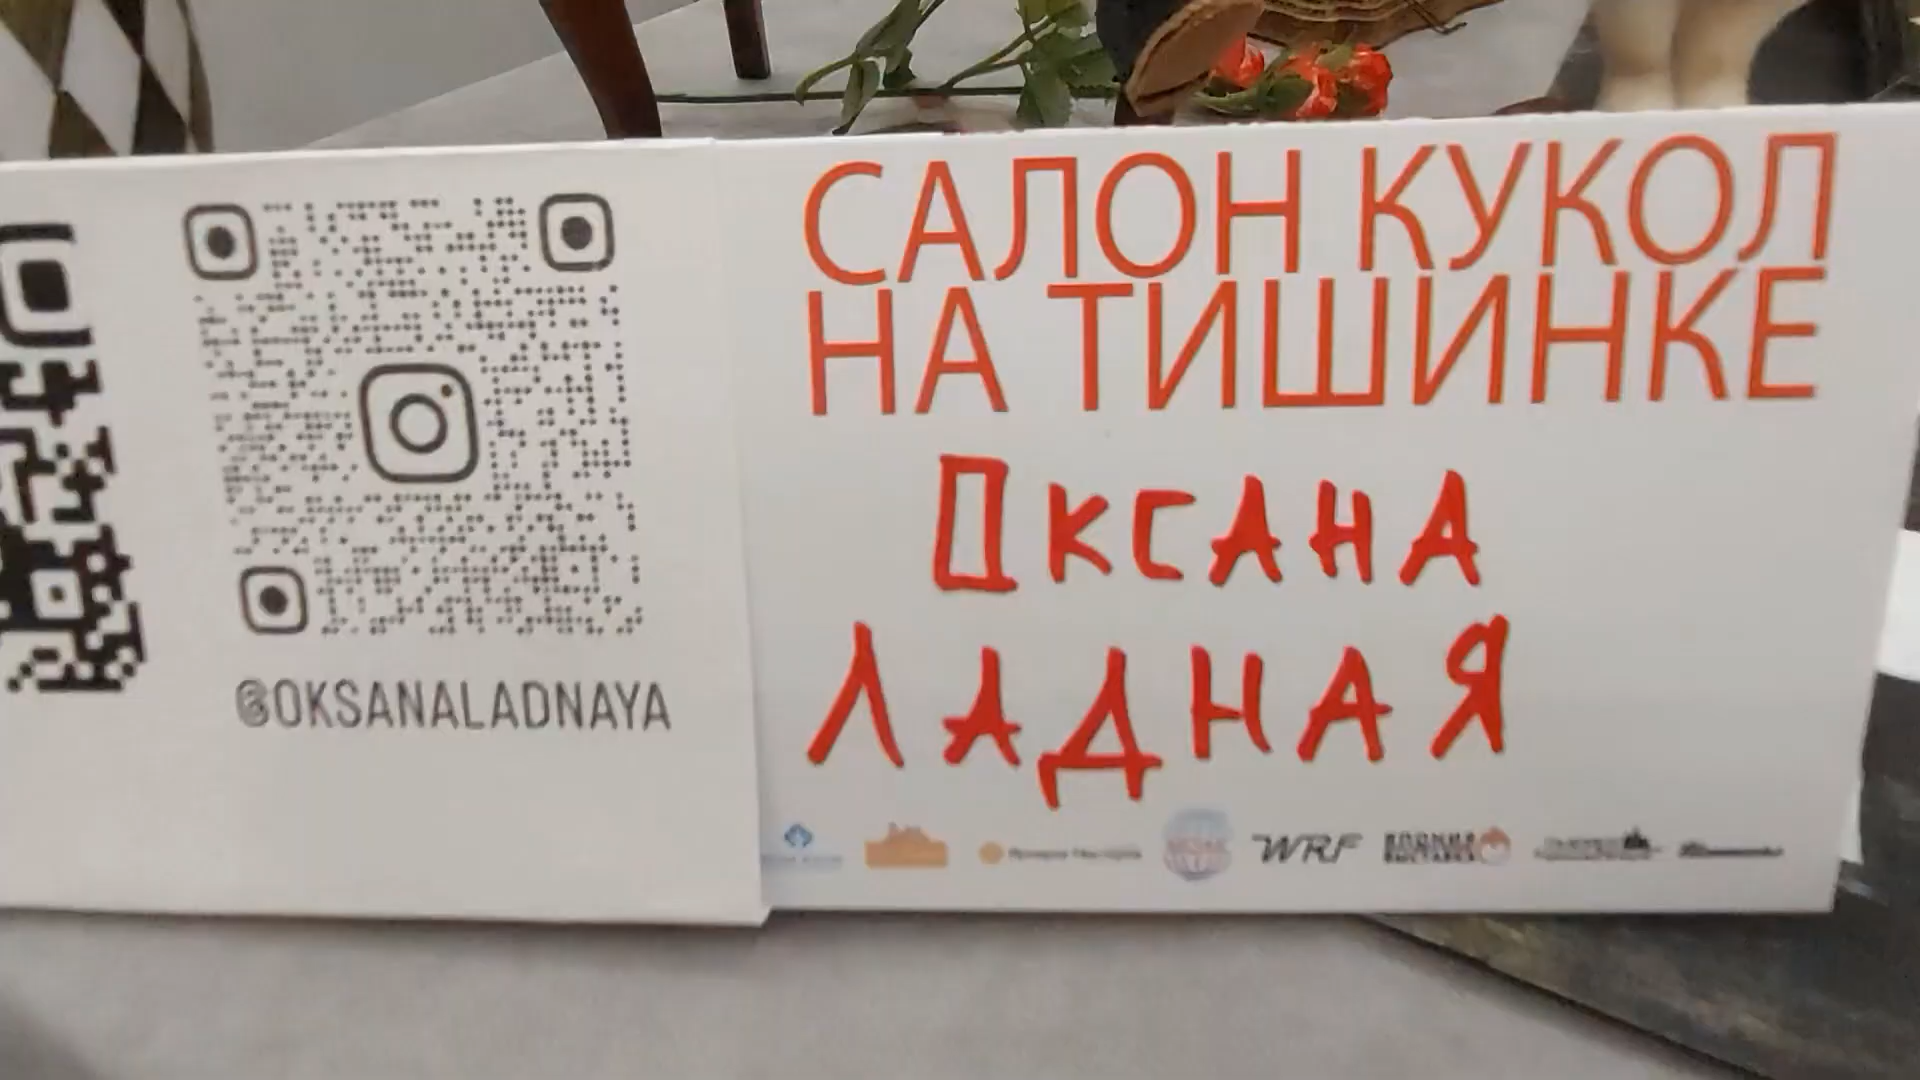 @OKSANALADNAYA
САЛОН КУКОЛ
НА ТИШИНКЕ
ОКСАНА
ЛАДНАЯ
WRF